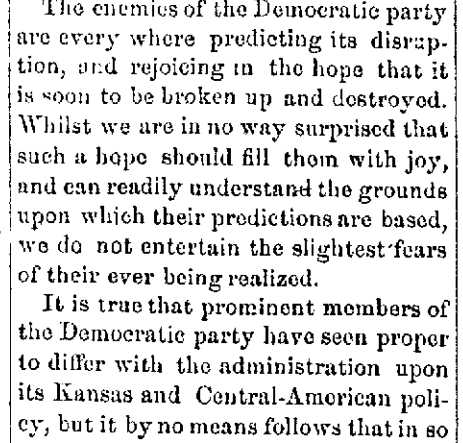 The enemies of the Democratic party
are every where predicting its disrup-
tion, and rejoicing in the hope that it
is soon to be broken up and destroyed.
Whilst we are in no way surprised that
such a hope should fill them with joy,
and can readily understand the grounds
upon which their predictions are based,
we do not entertain the slightest fears
of their ever being realized.
It is true that prominent members of
the Democratic party have seen proper
to differ with the administration upon
its Kansas and Central-American poli-
cy, but it by no means follows that in so